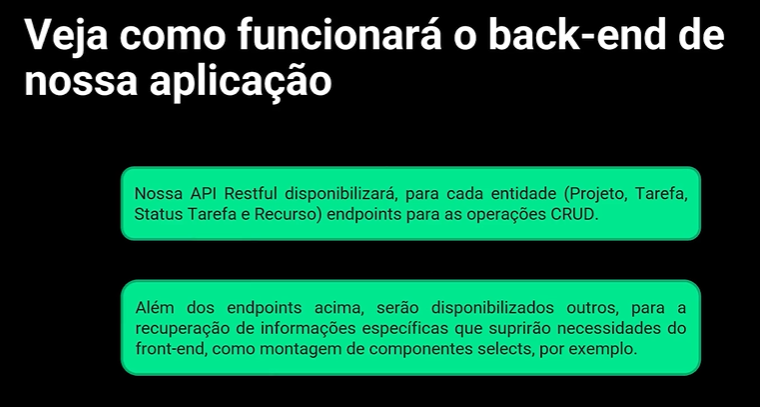 Veja como funcionará o back-end de
nossa aplicação
Nossa API Restful disponibilizará, para cada entidade (Projeto, Tarefa,
Status Tarefa e Recurso) endpoints para as operações CRUD.
Além dos endpoints acima, serão disponibilizados outros, para a
recuperação de informações específicas que suprirão necessidades do
front-end, como montagem de componentes selects, por exemplo.